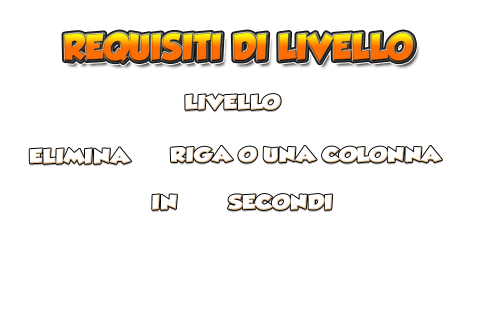 REQUISITI DI LIVELLO
LIVELLO
ELIMINA RIGA O UNA COLONNA
IN SECONDI